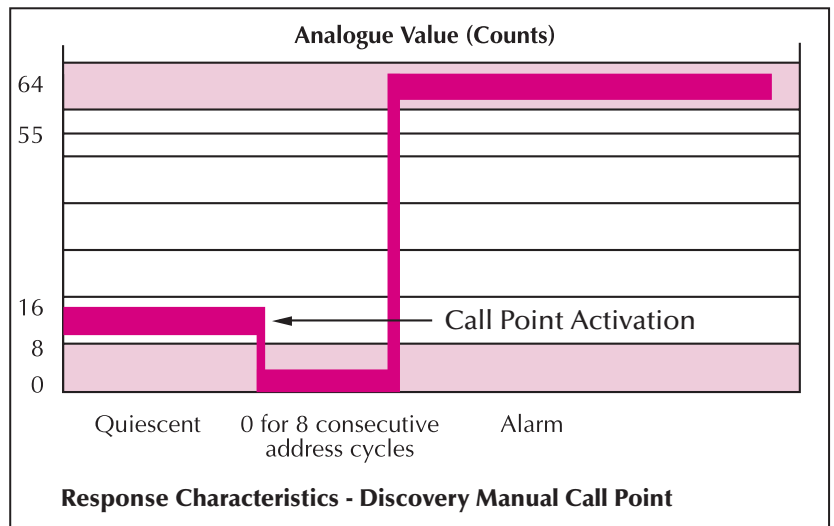 Analogue Value (Counts)
64
55
16
Call Point Activation
8
0
Quiescent
0 for 8 consecutive
address cycles
Alarm
Response Characteristics - Discovery Manual Call Point